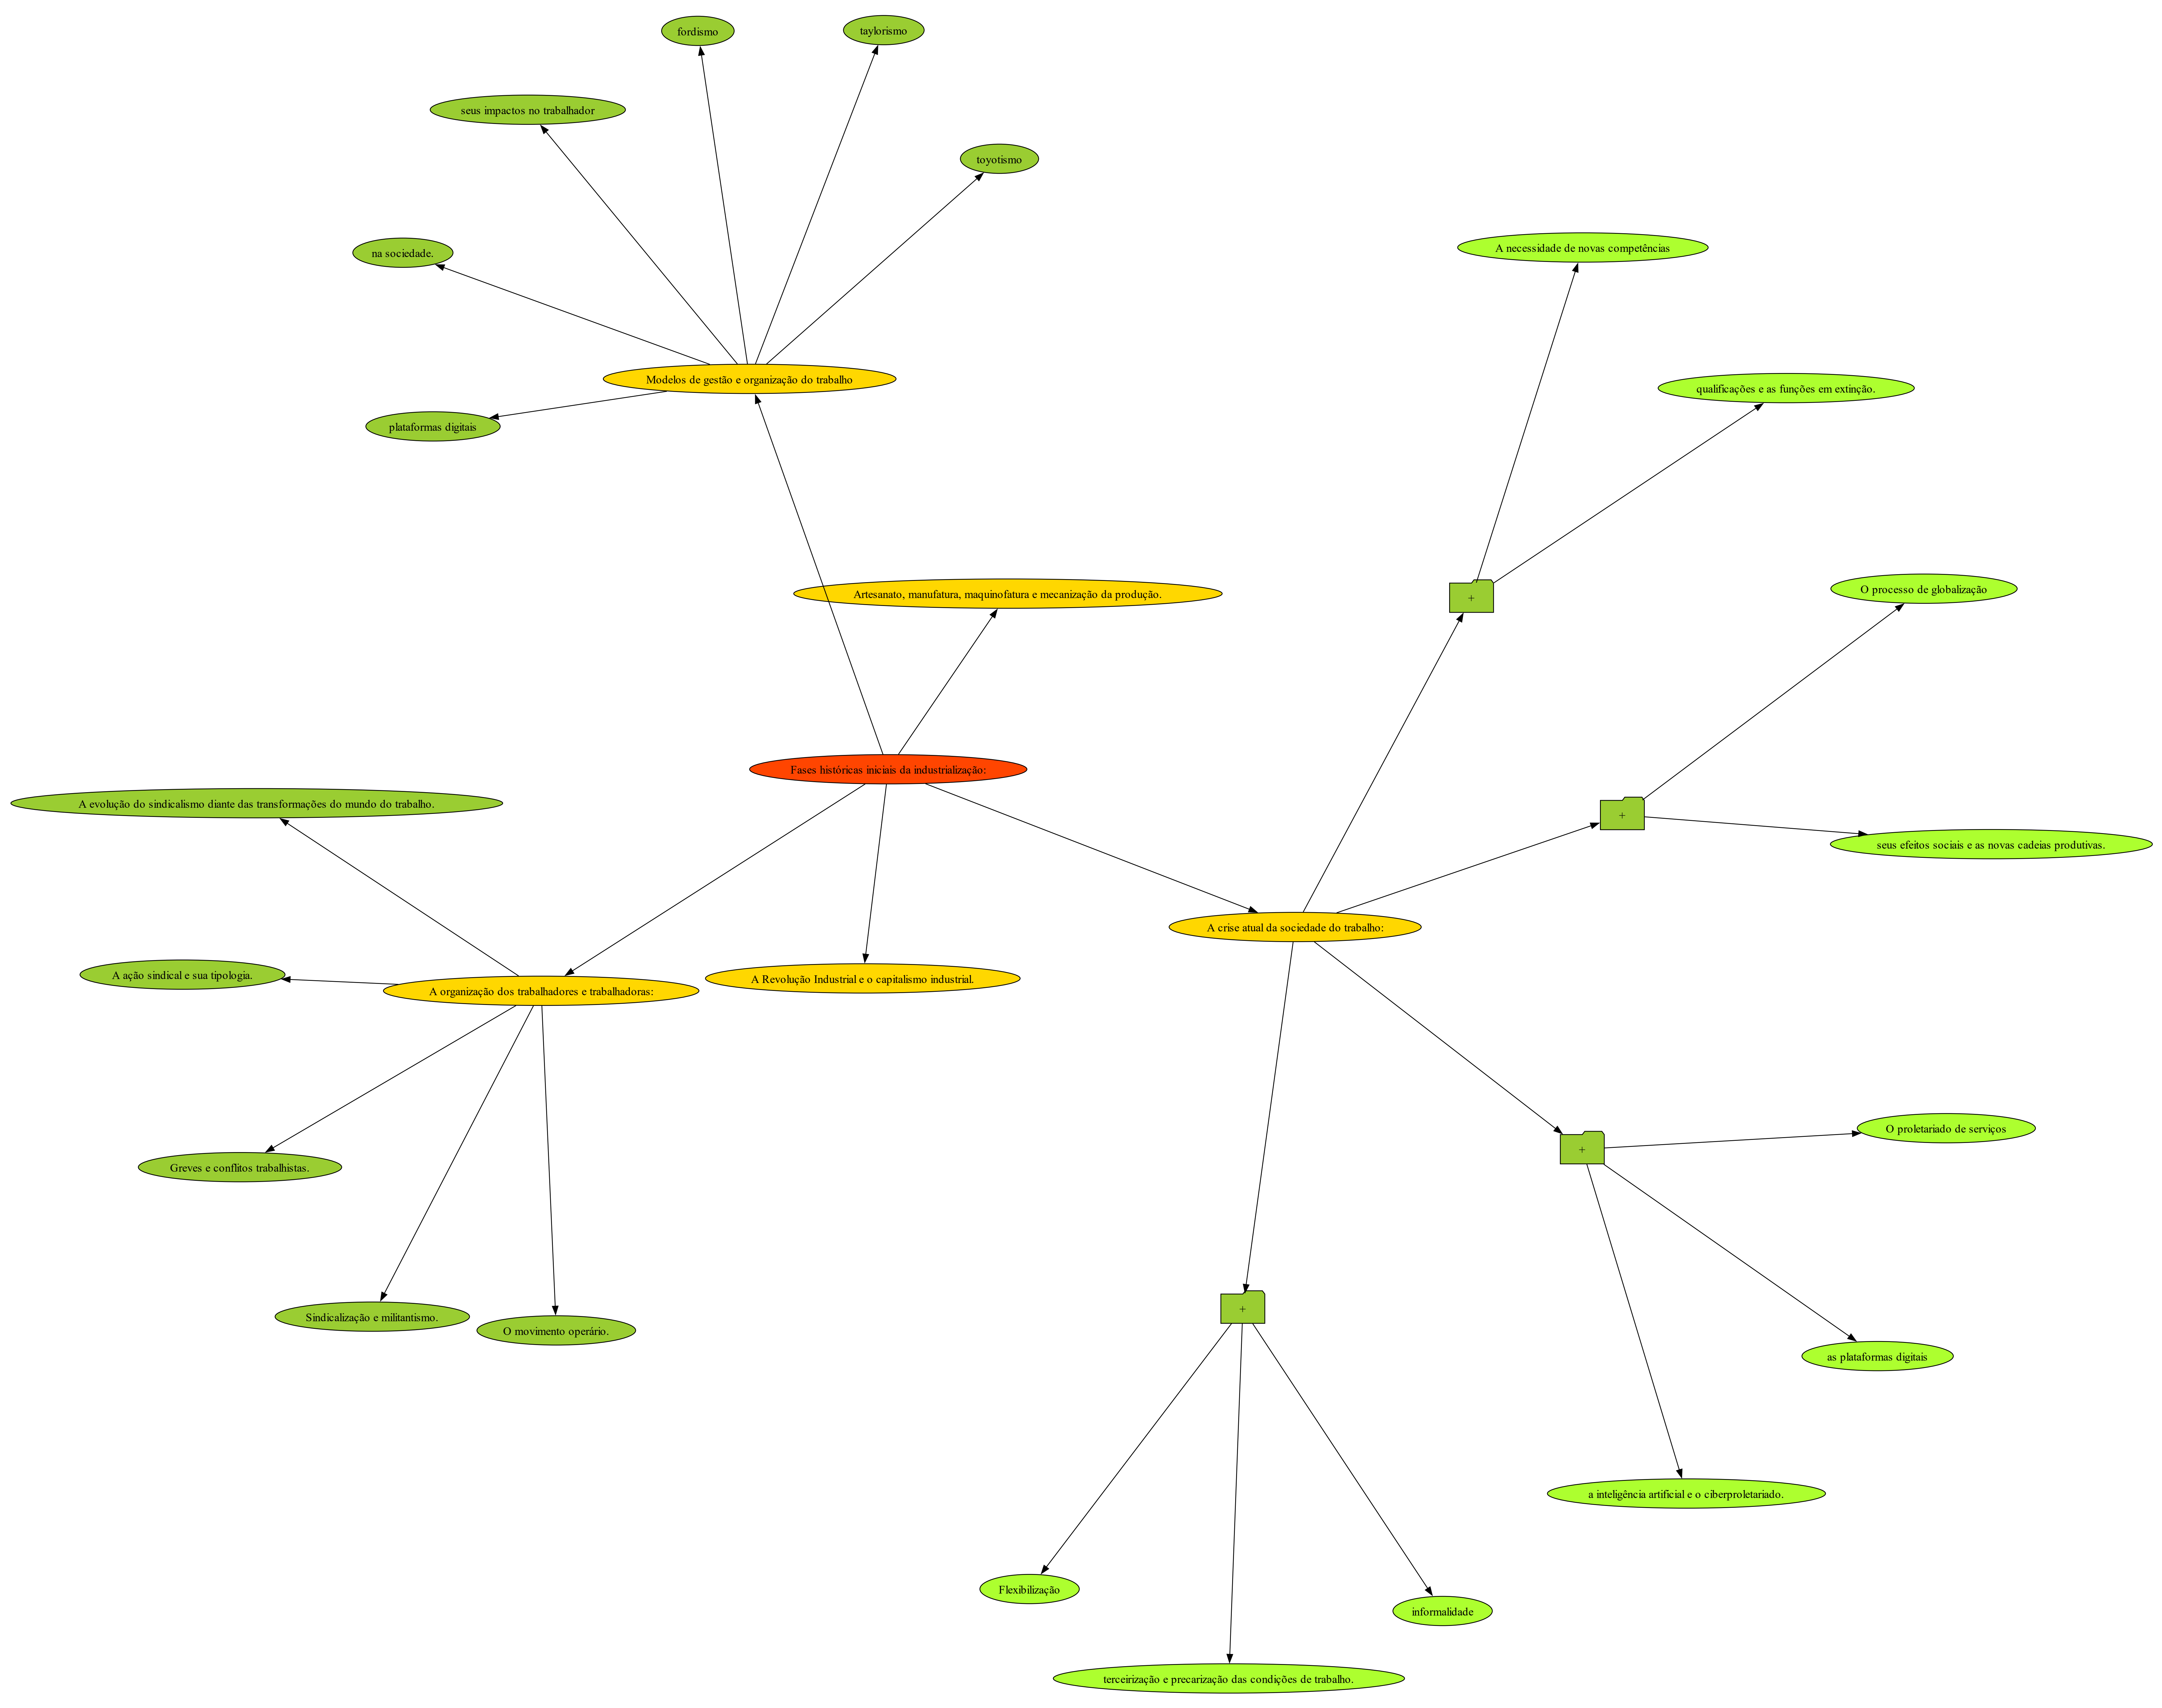 fordismo
taylorismo
seus impactos no trabalhador
toyotismo
na sociedade.
Modelos de gestão e organização do trabalho
plataformas digitais
A necessidade de novas competências
qualificações e as funções em extinção.
+
O processo de globalização
+
seus efeitos sociais e as novas cadeias produtivas.
Artesanato, manufatura, maquinofatura e mecanização da produção.
Fases históricas iniciais da industrialização:
A evolução do sindicalismo diante das transformações do mundo do trabalho.
A ação sindical e sua tipologia.
A organização dos trabalhadores e trabalhadoras:
A Revolução Industrial e o capitalismo industrial.
A crise atual da sociedade do trabalho:
Greves e conflitos trabalhistas.
Sindicalização e militantismo.
O movimento operário.
+
O proletariado de serviços
as plataformas digitais
a inteligência artificial e o ciberproletariado.
+
Flexibilização
informalidade
terceirização e precarização das condições de trabalho.